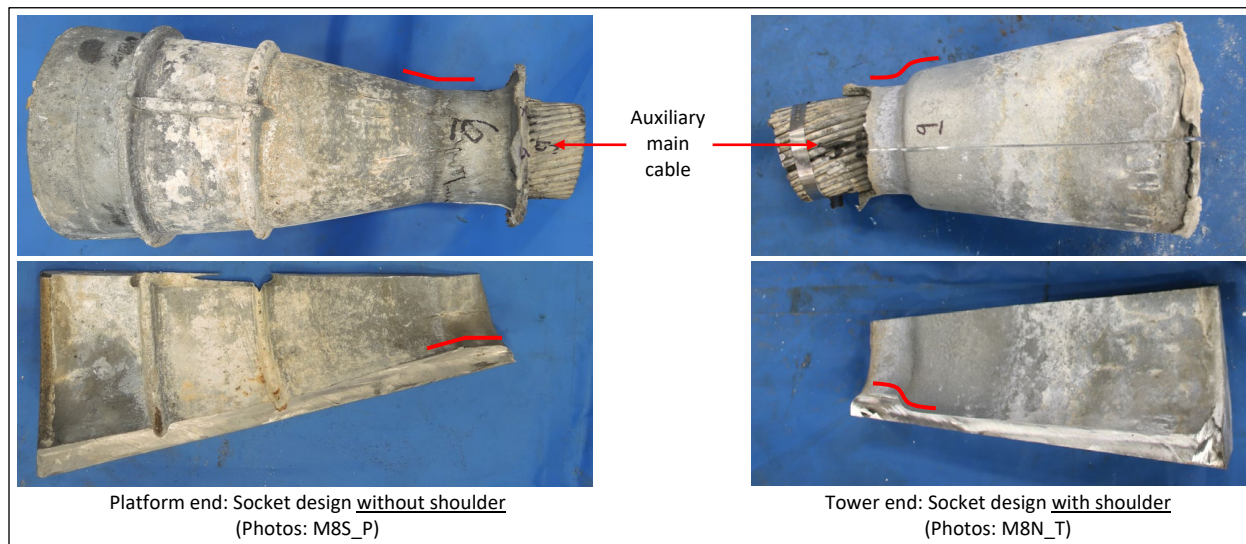 Auxiliary
main
cable
Platform end: Socket design without shoulder
(Photos: M8S_P)
Tower end: Socket design with shoulder
(Photos: M8N_T)